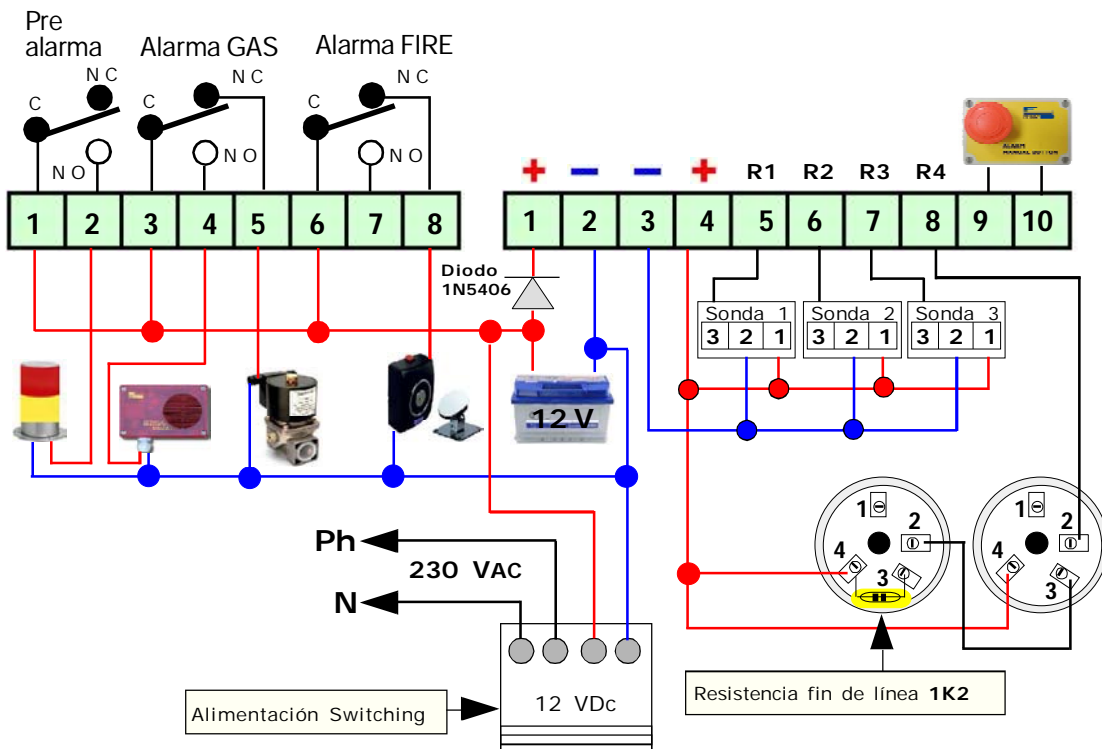 Pre
alarma
Alarma GAS
Alarma FIRE
N C
N C
N C
C
C
C
N O
N O
N O
1 2 3 4 5 6 7 8
+ − − + R1 R2 R3 R4
ALARM
MANUAL BUTTOM
1 2 3 4 5 6 7 8 9 10
Diodo
1N5406
Sonda 1
3 2 1
Sonda 2
3 2 1
Sonda 3
3 2 1
12 V
1
2
4
3
1
2
4
3
Ph
230 VAC
N
Alimentación Switching
12 VDc
Resistencia fin de línea 1K2